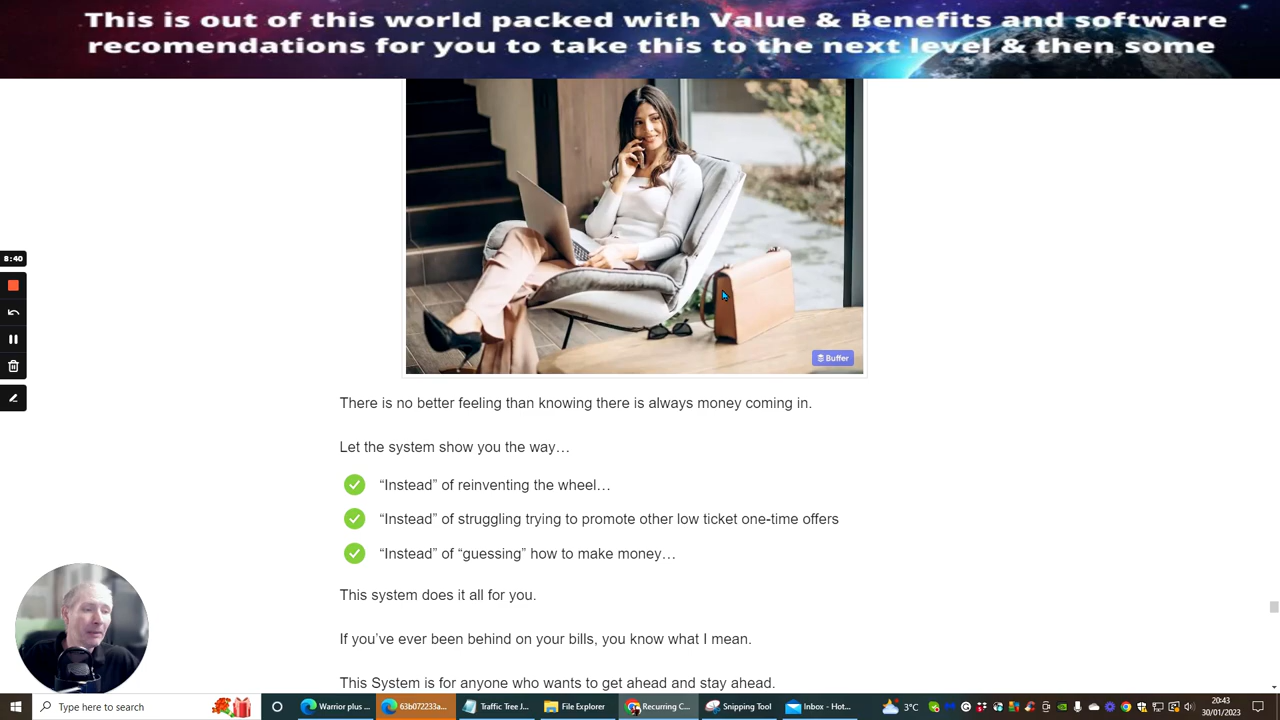 This is out of this world packed with Value & Benefits and software
recomendations for you to take this to the next level & then some
Buffer
There is no better feeling than knowing there is always money coming in.
Let the system show you the way…
“Instead” of reinventing the wheel…
“Instead” of struggling trying to promote other low ticket one-time offers
“Instead” of “guessing” how to make money…
This system does it all for you.
If you’ve ever been behind on your bills, you know what I mean.
This System is for anyone who wants to get ahead and stay ahead.
8:40
Type here to search
Warrior plus ...
63b072233a...
Traffic Tree J...
File Explorer
Recurring C...
Snipping Tool
Inbox - Hot...
3°C
20:43
30/01/2023